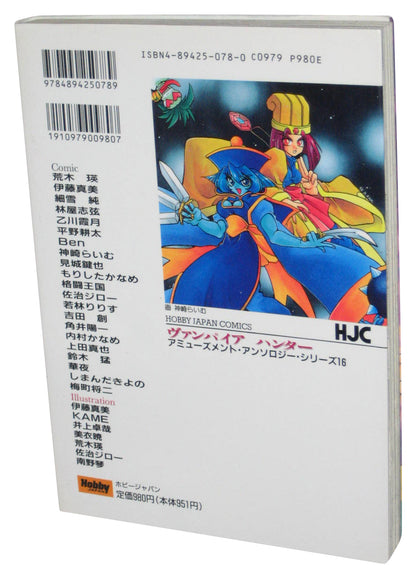 ISBN4-89425-078-0 C0979 P980E
9784894250789
1910979009807
Comic
荒木 瑛
伊藤真美
細雪 純
林屋志弦
乙川霞月
平野耕太
Ben
神崎らいむ
見城健也
もりしたかなめ
格闘王国
佐治ジロー
若林りりす
吉田 創
角井陽一
内村かなめ
上田真也
鈴木 猛
華夜
しまんだきよの
梅町将二
Illustration
伊藤真美
KAME
井上卓哉
美衣暁
荒木瑛
佐治ジロー
南野琴
画 神崎らいむ
HOBBY JAPAN COMICS
HJC
ヴァンパイア ハンター
アミューズメント・アンソロジー・シリーズ16
Hobby
JAPAN
ホビージャパン
定価980円(本体951円)